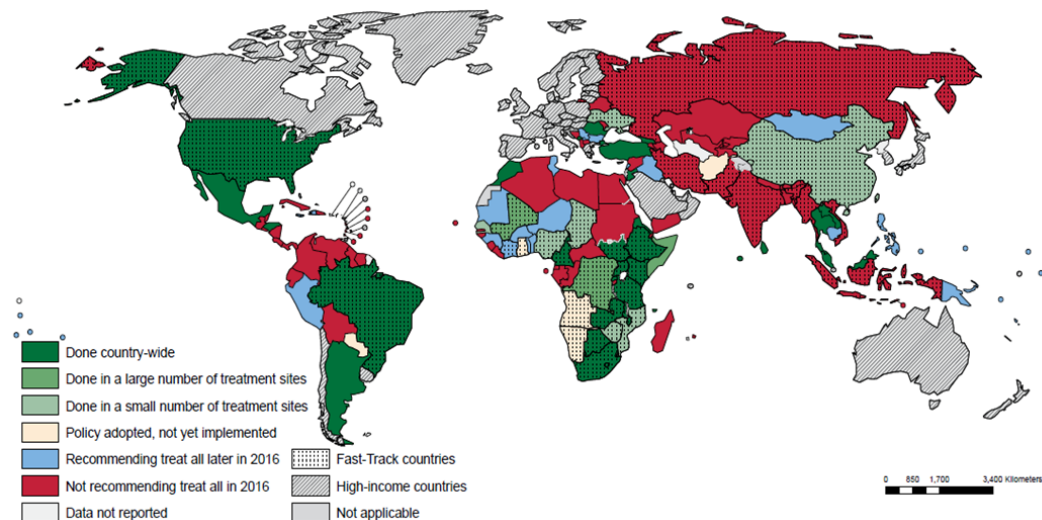 Done country-wide
Done in a large number of treatment sites
Done in a small number of treatment sites
Policy adopted, not yet implemented
Recommending treat all later in 2016
Not recommending treat all in 2016
Data not reported
Fast-Track countries
High-income countries
Not applicable
0 850 1,700 3,400 Kilometers